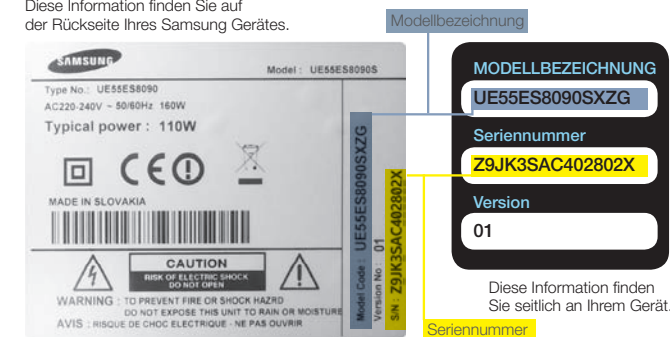 Diese Information finden Sie auf
der Rückseite Ihres Samsung Gerätes.
Modellbezeichnung
SAMSUNG
Model : UE55ES8090S
Type No.: UE55ES8090
AC220-240V ~ 50/60Hz 160W
Typical power : 110W
MADE IN SLOVAKIA
CAUTION
RISK OF ELECTRIC SHOCK
DO NOT OPEN
WARNING : TO PREVENT FIRE OR SHOCK HAZRD
DO NOT EXPOSE THIS UNIT TO RAIN OR MOISTURE
AVIS : RISQUE DE CHOC ELECTRIQUE - NE PAS OUVRIR
Model Code : UE55ES8090SXZG
Version No : 01
S/N : Z9JK3SAC402802X
MODELLBEZEICHNUNG
UE55ES8090SXZG
Seriennummer
Z9JK3SAC402802X
Version
01
Diese Information finden
Sie seitlich an Ihrem Gerät.
Seriennummer